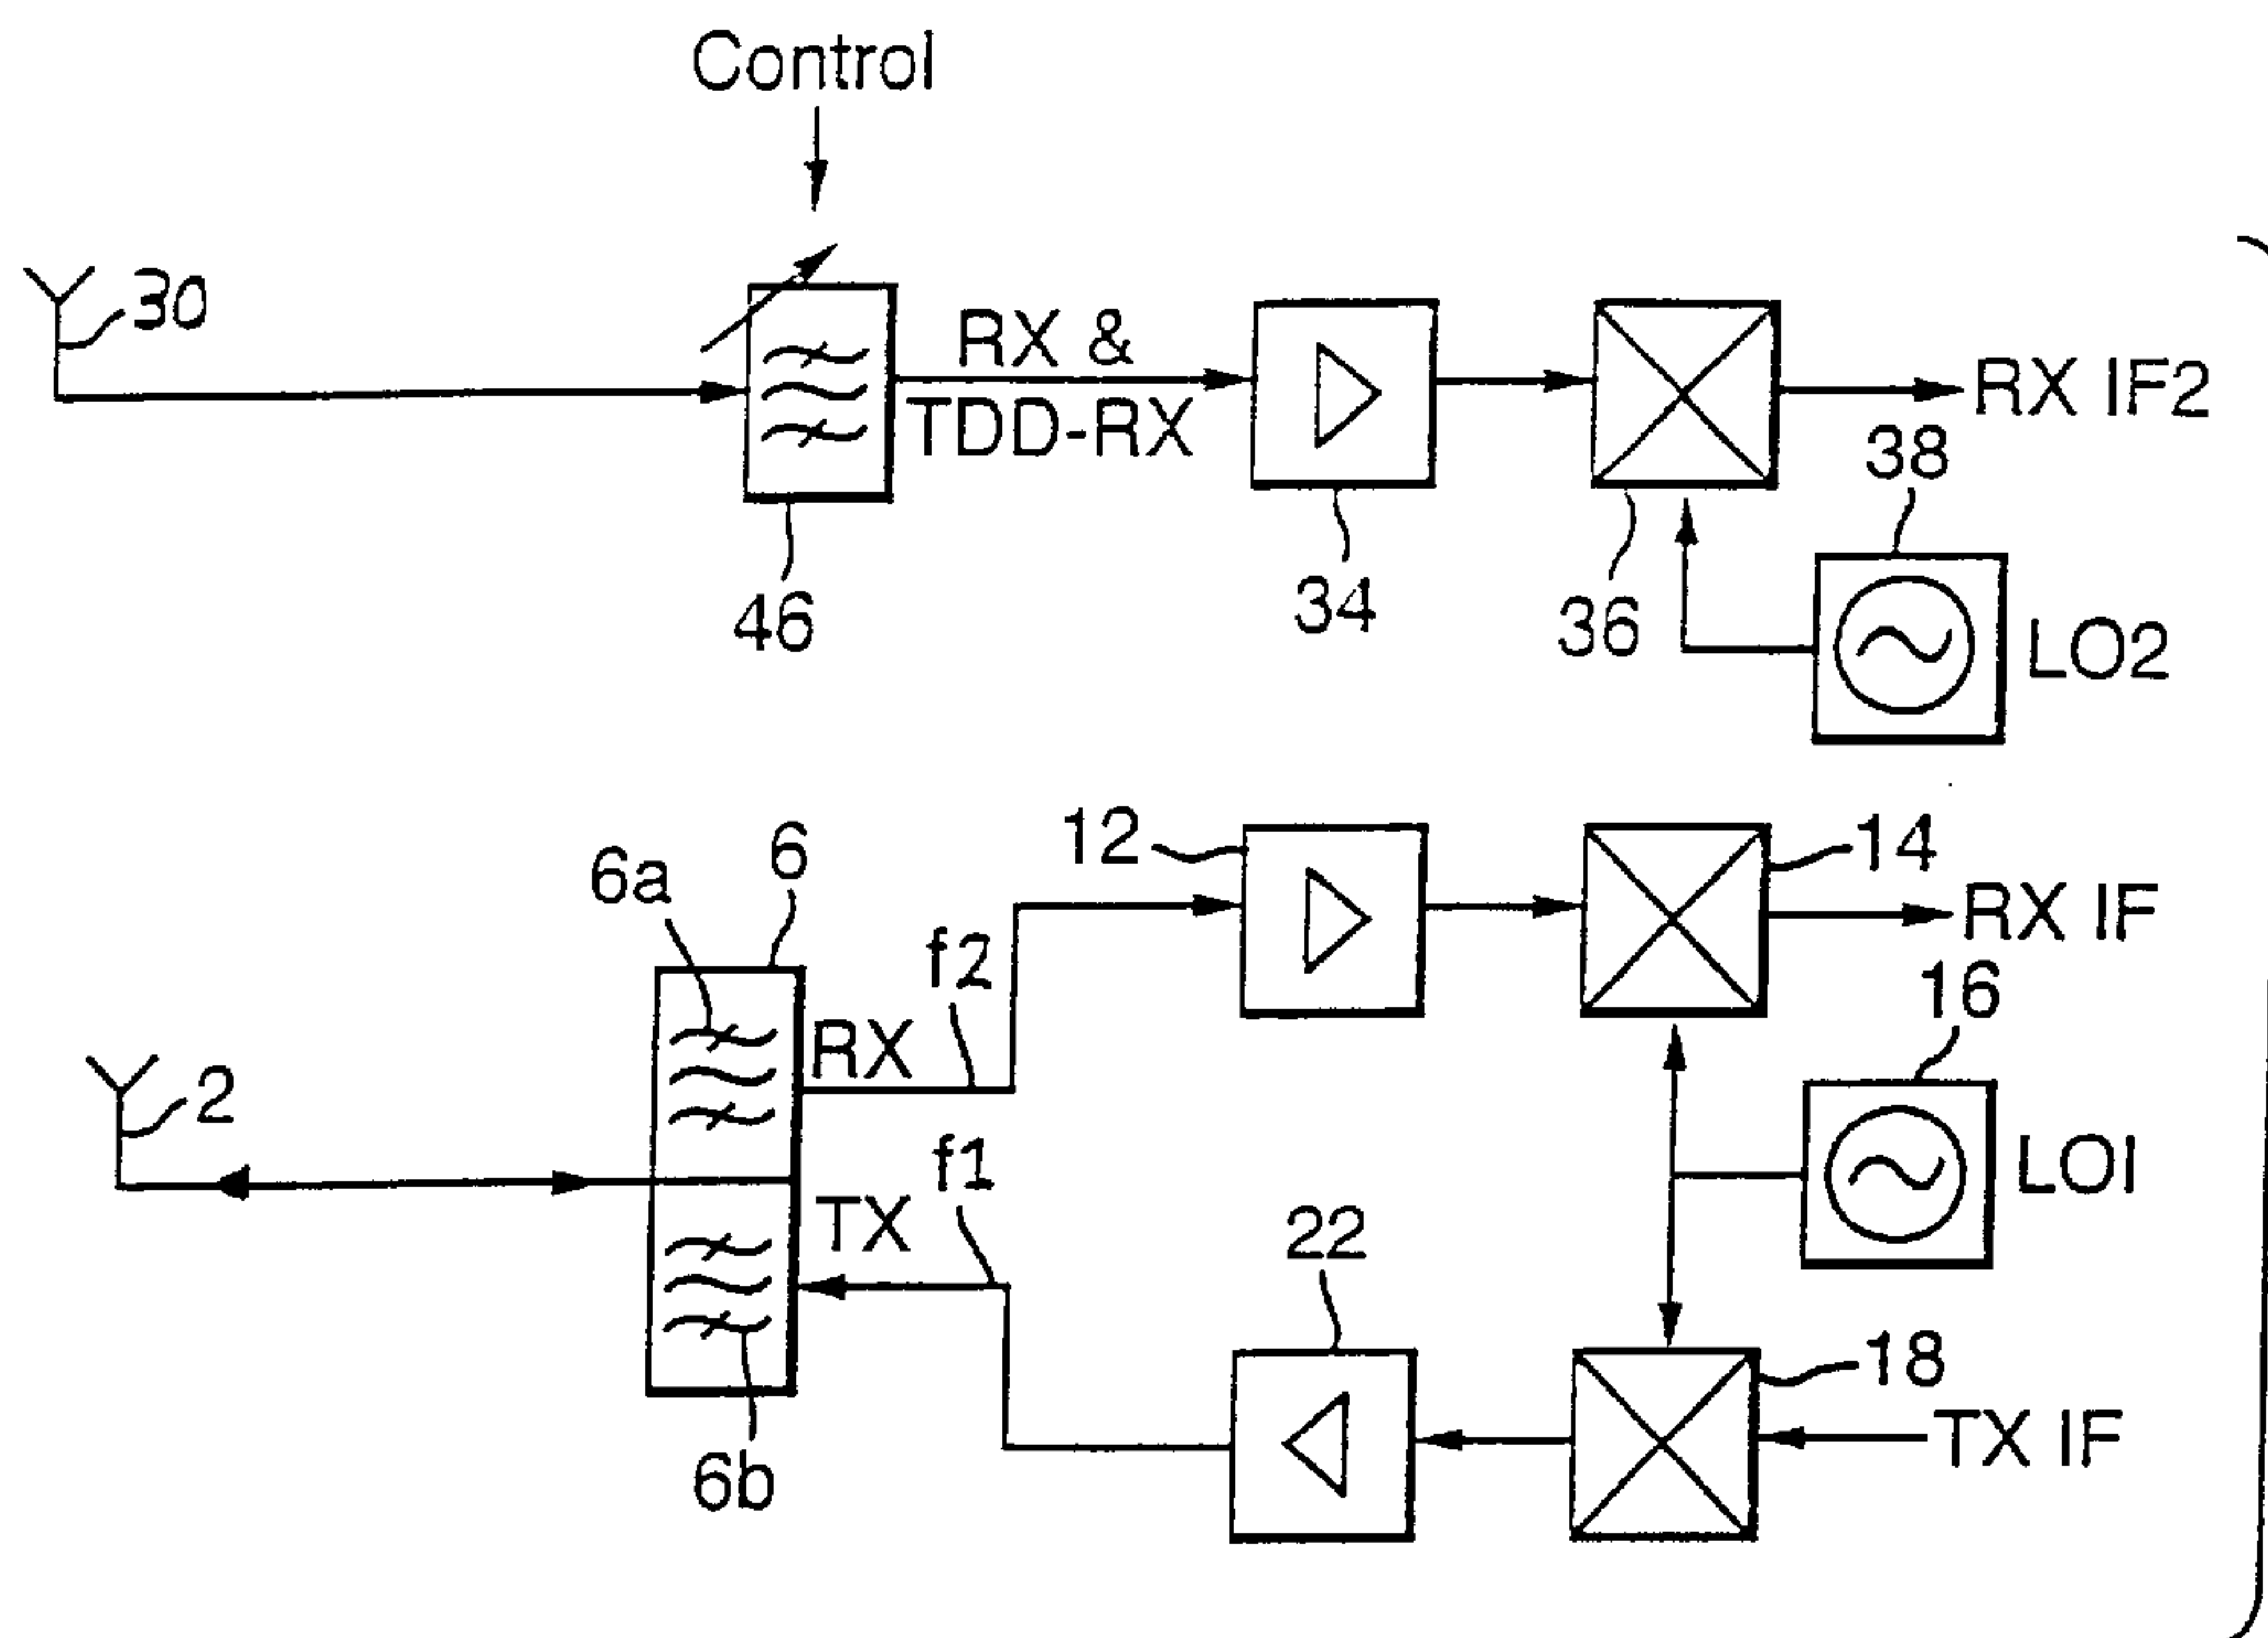 Control
30
RX &
TDD-RX
RX IF2
38
46
34
36
LO2
12
14
6
6a
RX IF
f2
16
RX
2
f1
LO1
TX
22
18
TX IF
6b